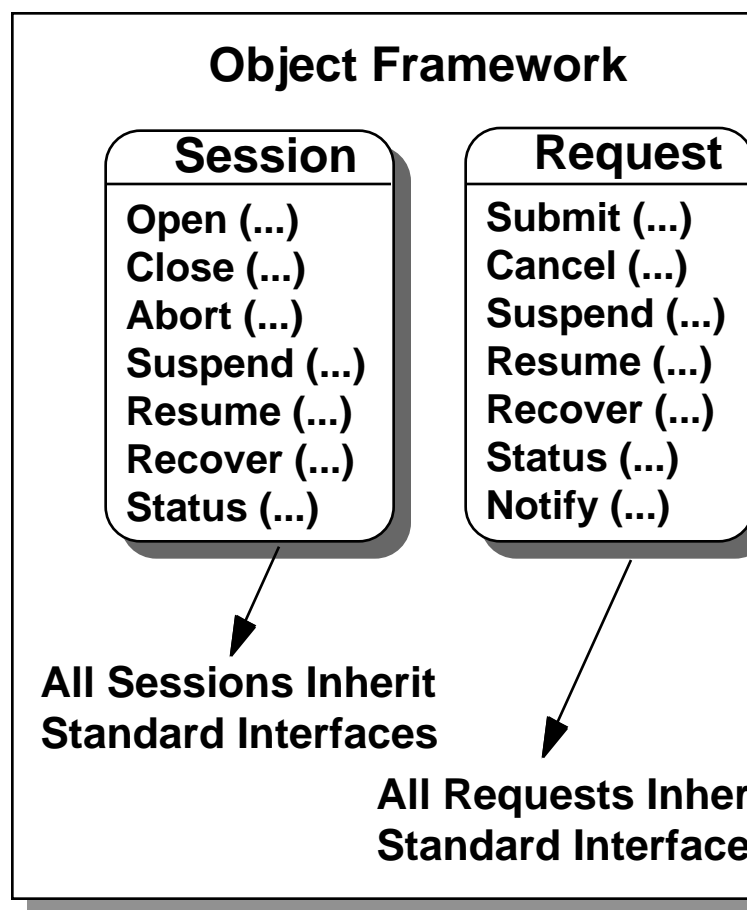 Object Framework
Session
Open (...)
Close (...)
Abort (...)
Suspend (...)
Resume (...)
Recover (...)
Status (...)
Request
Submit (...)
Cancel (...)
Suspend (...)
Resume (...)
Recover (...)
Status (...)
Notify (...)
All Sessions Inherit
Standard Interfaces
All Requests Inher
Standard Interface